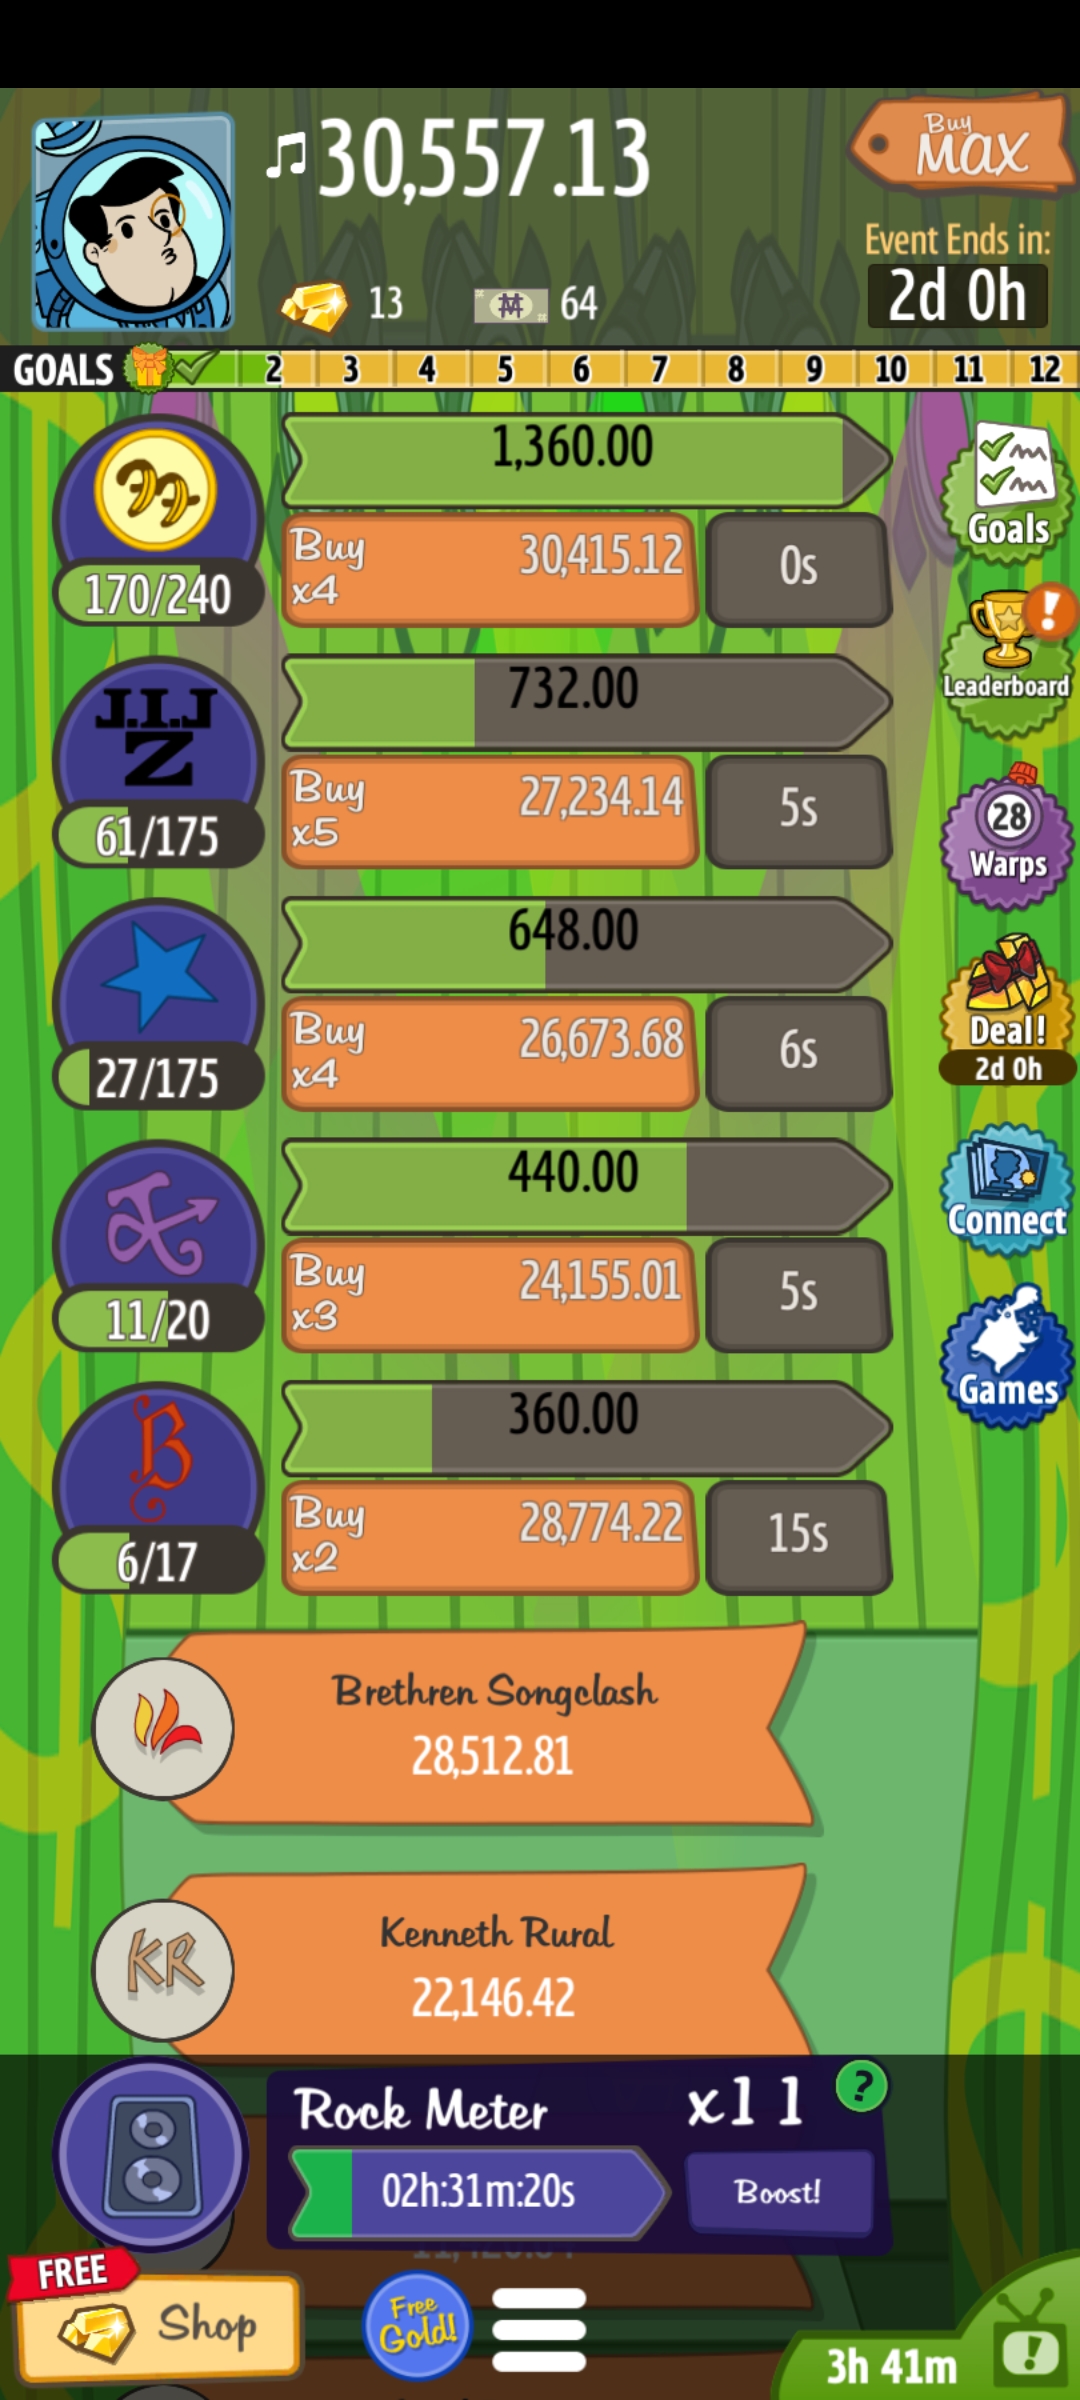 30,557.13
Buy
MAX
Event Ends in:
13
64
2d 0h
GOALS 2 3 4 5 6 7 8 9 10 11 12
1,360.00
Buy
x4
30,415.12
0s
170/240
Goals
J.I.J
Z
732.00
Buy
x5
27,234.14
5s
61/175
Leaderboard
28
Warps
648.00
Buy
x4
26,673.68
6s
27/175
Deal!
2d 0h
440.00
Buy
x3
24,155.01
5s
11/20
Connect
B
360.00
Buy
x2
28,774.22
15s
6/17
Games
Brethren Songclash
28,512.81
KR
Kenneth Rural
22,146.42
Rock Meter
x11
?
02h:31m:20s
Boost!
FREE
Shop
Free
Gold!
3h 41m